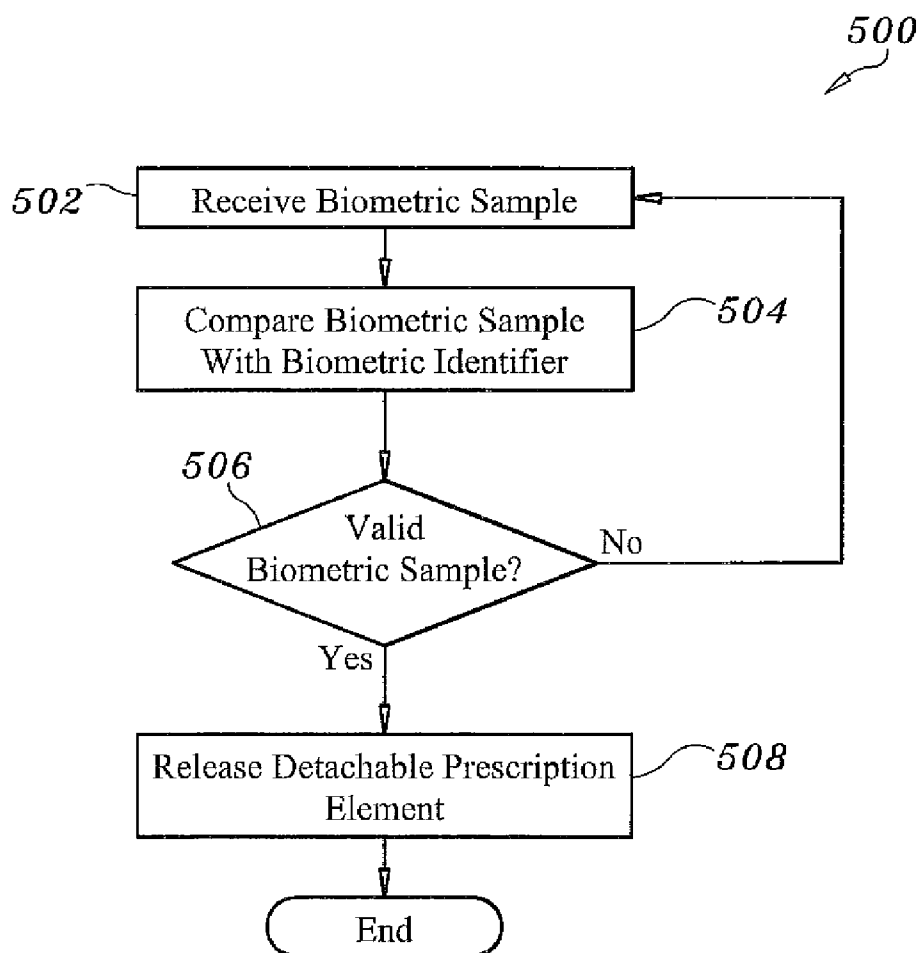 500
502
Receive Biometric Sample
Compare Biometric Sample
With Biometric Identifier
504
506
Valid
Biometric Sample?
No
Yes
Release Detachable Prescription
Element
508
End